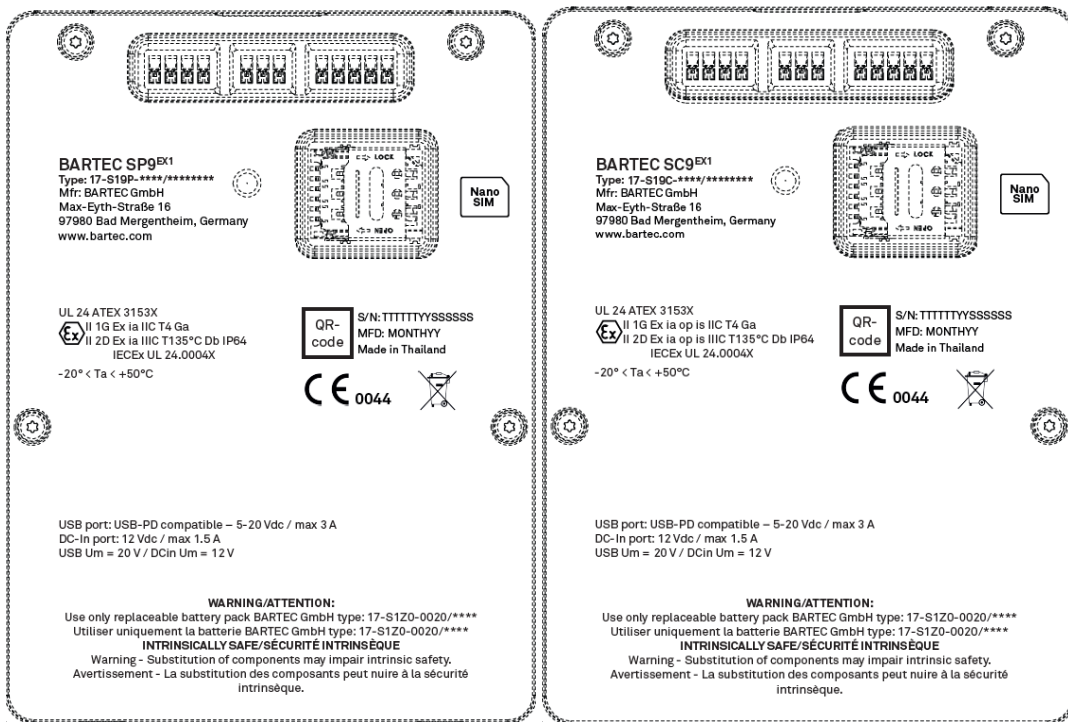 BARTEC SP9EX1
Type: 17-S19P-****/********
Mfr: BARTEC GmbH
Max-Eyth-Straße 16
97980 Bad Mergentheim, Germany
www.bartec.com
LOCK
OPEN
Nano
SIM
UL 24 ATEX 3153X
Ex
II 1G Ex ia IIC T4 Ga
II 2D Ex ia IIIC T135°C Db IP64
IECEx UL 24.0004X
-20° < Ta < +50°C
QR-
code
S/N: TTTTTTYYSSSSSS
MFD: MONTHYY
Made in Thailand
CE 0044
USB port: USB-PD compatible – 5-20 Vdc / max 3 A
DC-In port: 12 Vdc / max 1.5 A
USB Um = 20 V / DCin Um = 12 V
WARNING/ATTENTION:
Use only replaceable battery pack BARTEC GmbH type: 17-S1Z0-0020/****
Utiliser uniquement la batterie BARTEC GmbH type: 17-S1Z0-0020/****
INTRINSICALLY SAFE/SÉCURITÉ INTRINSÈQUE
Warning - Substitution of components may impair intrinsic safety.
Avertissement - La substitution des composants peut nuire à la sécurité
intrinsèque.
BARTEC SC9EX1
Type: 17-S19C-****/********
Mfr: BARTEC GmbH
Max-Eyth-Straße 16
97980 Bad Mergentheim, Germany
www.bartec.com
LOCK
OPEN
Nano
SIM
UL 24 ATEX 3153X
Ex
II 1G Ex ia op is IIC T4 Ga
II 2D Ex ia op is IIIC T135°C Db IP64
IECEx UL 24.0004X
-20° < Ta < +50°C
QR-
code
S/N: TTTTTTYYSSSSSS
MFD: MONTHYY
Made in Thailand
CE 0044
USB port: USB-PD compatible – 5-20 Vdc / max 3 A
DC-In port: 12 Vdc / max 1.5 A
USB Um = 20 V / DCin Um = 12 V
WARNING/ATTENTION:
Use only replaceable battery pack BARTEC GmbH type: 17-S1Z0-0020/****
Utiliser uniquement la batterie BARTEC GmbH type: 17-S1Z0-0020/****
INTRINSICALLY SAFE/SÉCURITÉ INTRINSÈQUE
Warning - Substitution of components may impair intrinsic safety.
Avertissement - La substitution des composants peut nuire à la sécurité
intrinsèque.